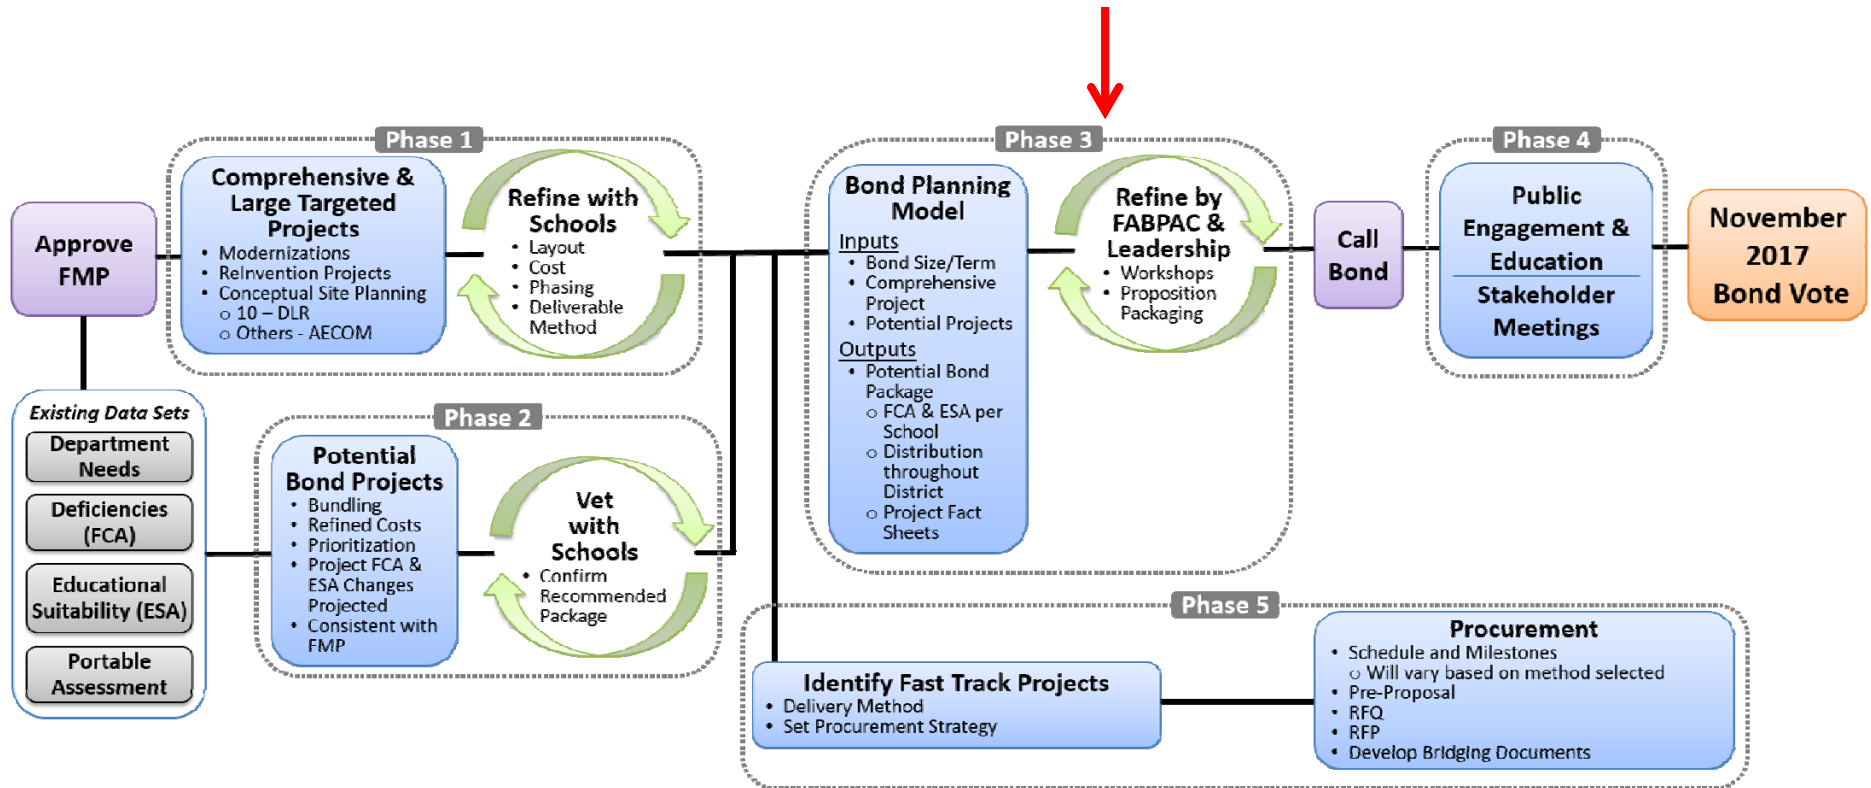 Approve
FMP
Existing Data Sets
Department
Needs
Deficiencies
(FCA)
Educational
Suitability (ESA)
Portable
Assessment
Phase 1
Comprehensive &
Large Targeted
Projects
• Modernizations
• ReInvention Projects
• Conceptual Site Planning
o 10 – DLR
o Others - AECOM
Refine with
Schools
• Layout
• Cost
• Phasing
• Deliverable
Method
Phase 2
Potential
Bond Projects
• Bundling
• Refined Costs
• Prioritization
• Project FCA &
ESA Changes
Projected
• Consistent with
FMP
Vet
with
Schools
• Confirm
Recommended
Package
Phase 3
Bond Planning
Model
Inputs
• Bond Size/Term
• Comprehensive
Project
• Potential Projects
Outputs
• Potential Bond
Package
o FCA & ESA per
School
o Distribution
throughout
District
o Project Fact
Sheets
Refine by
FABPAC &
Leadership
• Workshops
• Proposition
Packaging
Call
Bond
Phase 4
Public
Engagement &
Education
Stakeholder
Meetings
November
2017
Bond Vote
Phase 5
Identify Fast Track Projects
• Delivery Method
• Set Procurement Strategy
Procurement
• Schedule and Milestones
o Will vary based on method selected
• Pre-Proposal
• RFQ
• RFP
• Develop Bridging Documents